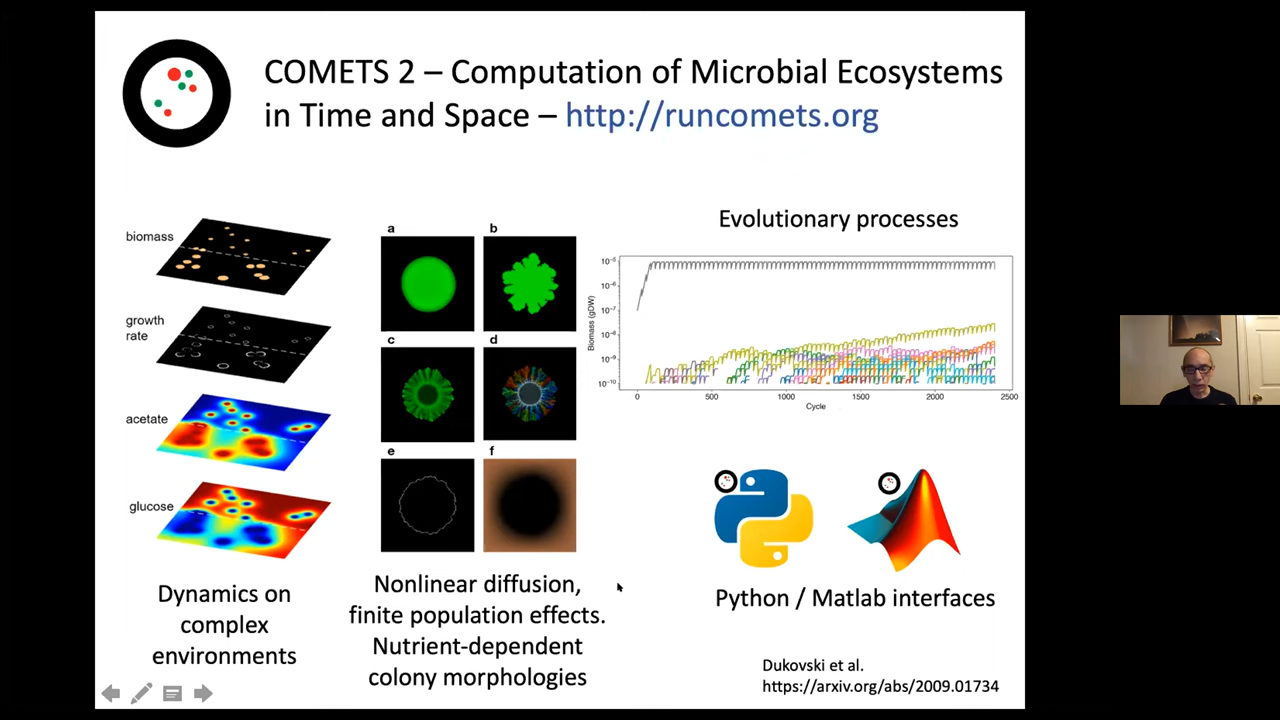 COMETS 2 – Computation of Microbial Ecosystems
in Time and Space – http://runcomets.org
biomass
growth
rate
acetate
glucose
Dynamics on
complex
environments
a
b
c
d
e
f
Nonlinear diffusion,
finite population effects.
Nutrient-dependent
colony morphologies
Evolutionary processes
Biomass (gDW)
10⁻⁵
10⁻⁶
10⁻⁷
10⁻⁸
10⁻⁹
10⁻¹⁰
0
500
1000
1500
2000
2500
Cycle
Python / Matlab interfaces
Dukovski et al.
https://arxiv.org/abs/2009.01734